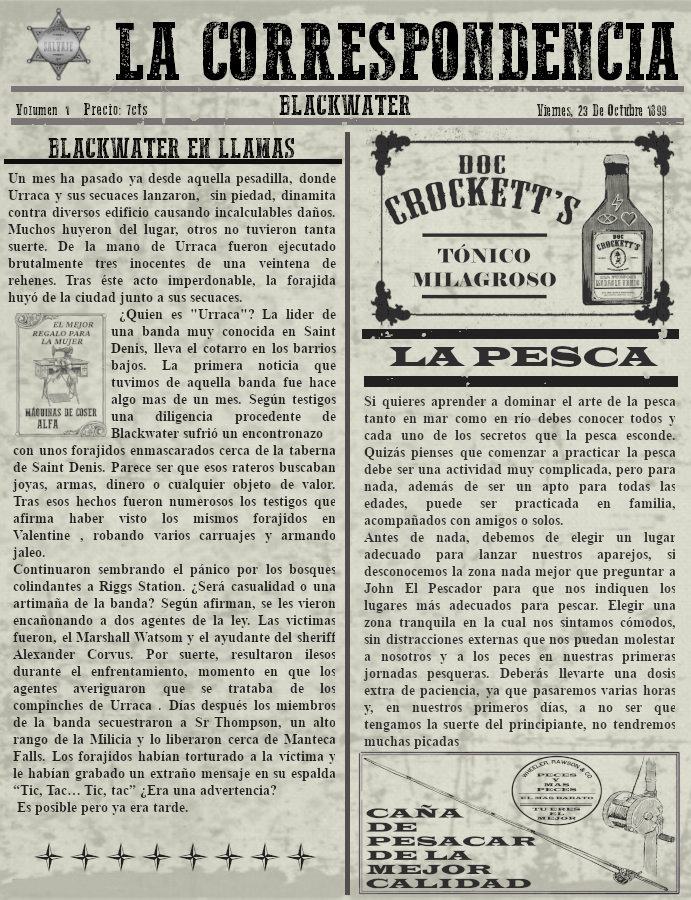 SALVAJE
LA CORRESPONDENCIA
Volumen 1 Precio: 7cts
BLACKWATER
Viernes, 23 De Octubre 1899
BLACKWATER EN LLAMAS
Un mes ha pasado ya desde aquella pesadilla, donde
Urraca y sus secuaces lanzaron, sin piedad, dinamita
contra diversos edificio causando incalculables daños.
Muchos huyeron del lugar, otros no tuvieron tanta
suerte. De la mano de Urraca fueron ejecutado
brutalmente tres inocentes de una veintena de
rehenes. Tras éste acto imperdonable, la forajida
huyó de la ciudad junto a sus secuaces.
¿Quien es "Urraca"? La lider de
una banda muy conocida en Saint
Denis, lleva el cotarro en los barrios
bajos. La primera noticia que
tuvimos de aquella banda fue hace
algo mas de un mes. Según testigos
una diligencia procedente de
Blackwater sufrió un encontronazo
con unos forajidos enmascarados cerca de la taberna
de Saint Denis. Parece ser que esos rateros buscaban
joyas, armas, dinero o cualquier objeto de valor.
Tras esos hechos fueron numerosos los testigos que
afirma haber visto los mismos forajidos en
Valentine , robando varios carruajes y armando
jaleo.
Continuaron sembrando el pánico por los bosques
colindantes a Riggs Station. ¿Será casualidad o una
artimaña de la banda? Según afirman, se les vieron
encañonando a dos agentes de la ley. Las victimas
fueron, el Marshall Watsom y el ayudante del sheriff
Alexander Corvus. Por suerte, resultaron ilesos
durante el enfrentamiento, momento en que los
agentes averiguaron que se trataba de los
compinches de Urraca . Días después los miembros
de la banda secuestraron a Sr Thompson, un alto
rango de la Milicia y lo liberaron cerca de Manteca
Falls. Los forajidos habían torturado a la víctima y
le habían grabado un extraño mensaje en su espalda
“Tic, Tac… Tic, tac” ¿Era una advertencia?
Es posible pero ya era tarde.
EL MEJOR
REGALO PARA
LA MUJER
MÁQUINAS DE COSER
ALFA
DOC
CROCKETT'S
TÓNICO
MILAGROSO
DOC
CROCKETT'S
LA PESCA
Si quieres aprender a dominar el arte de la pesca
tanto en mar como en río debes conocer todos y
cada uno de los secretos que la pesca esconde.
Quizás pienses que comenzar a practicar la pesca
debe ser una actividad muy complicada, pero para
nada, además de ser un apto para todas las
edades, puede ser practicada en familia,
acompañados con amigos o solos.
Antes de nada, debemos de elegir un lugar
adecuado para lanzar nuestros aparejos, si
desconocemos la zona nada mejor que preguntar a
John El Pescador para que nos indiquen los
lugares más adecuados para pescar. Elegir una
zona tranquila en la cual nos sintamos cómodos,
sin distracciones externas que nos puedan molestar
a nosotros y a los peces en nuestras primeras
jornadas pesqueras. Deberás llevarte una dosis
extra de paciencia, ya que pasaremos varias horas
y, en nuestros primeros días, a no ser que
tengamos la suerte del principiante, no tendremos
muchas picadas
WHEELER, RAWSON & CO
PECES
Y
MAS
PECES
EL MAS BARATO
TU ERES
EL
MEJOR
CAÑA
DE
PESACAR
DE LA
MEJOR
CALIDAD